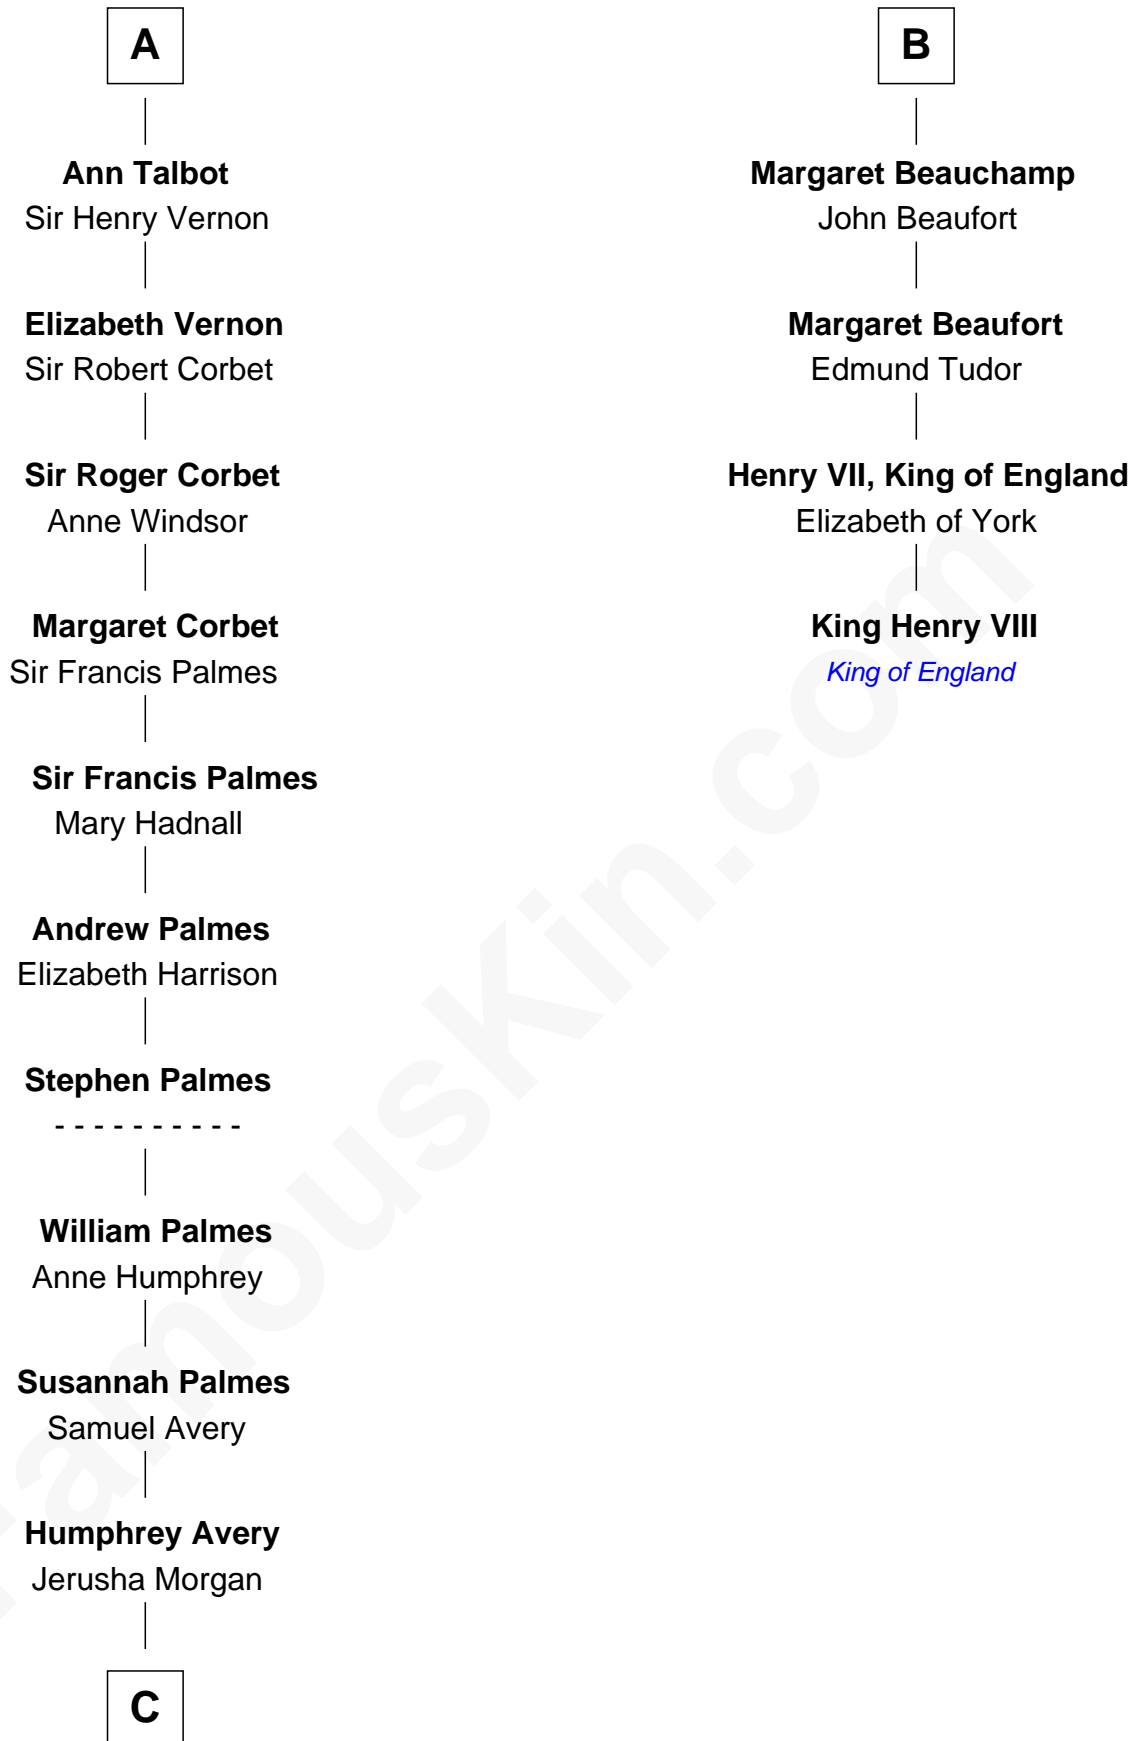 A
Ann Talbot
Sir Henry Vernon
Elizabeth Vernon
Sir Robert Corbet
Sir Roger Corbet
Anne Windsor
Margaret Corbet
Sir Francis Palmes
Sir Francis Palmes
Mary Hadnall
Andrew Palmes
Elizabeth Harrison
Stephen Palmes
- - - - - - - - - -
William Palmes
Anne Humphrey
Susannah Palmes
Samuel Avery
Humphrey Avery
Jerusha Morgan
C
B
Margaret Beauchamp
John Beaufort
Margaret Beaufort
Edmund Tudor
Henry VII, King of England
Elizabeth of York
King Henry VIII
King of England
FamousKin.com